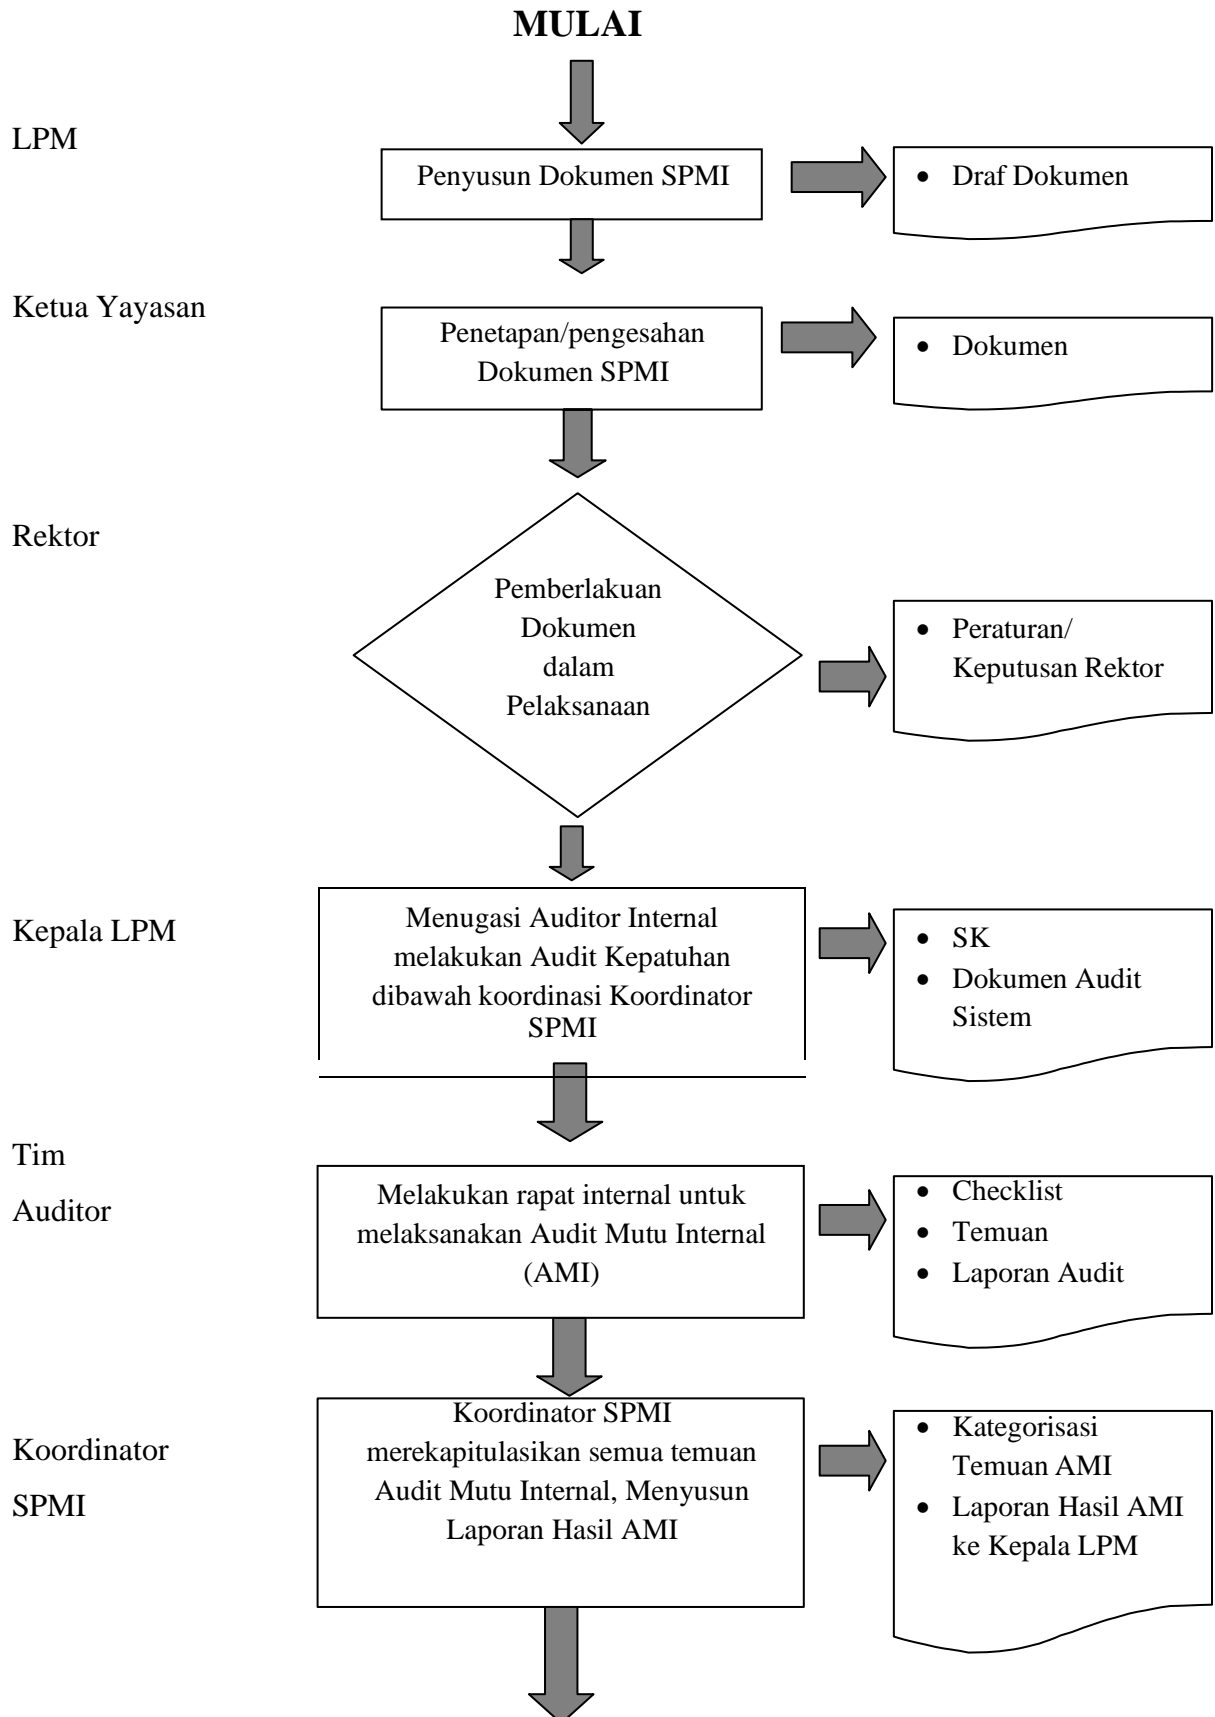 MULAI
LPM
Penyusun Dokumen SPMI
• Draf Dokumen
Ketua Yayasan
Penetapan/pengesahan
Dokumen SPMI
• Dokumen
Rektor
Pemberlakuan
Dokumen
dalam
Pelaksanaan
• Peraturan/
Keputusan Rektor
Kepala LPM
Menugasi Auditor Internal
melakukan Audit Kepatuhan
dibawah koordinasi Koordinator
SPMI
• SK
• Dokumen Audit
Sistem
Tim
Auditor
Melakukan rapat internal untuk
melaksanakan Audit Mutu Internal
(AMI)
• Checklist
• Temuan
• Laporan Audit
Koordinator
SPMI
Koordinator SPMI
merekapitulasikan semua temuan
Audit Mutu Internal, Menyusun
Laporan Hasil AMI
• Kategorisasi
Temuan AMI
• Laporan Hasil AMI
ke Kepala LPM